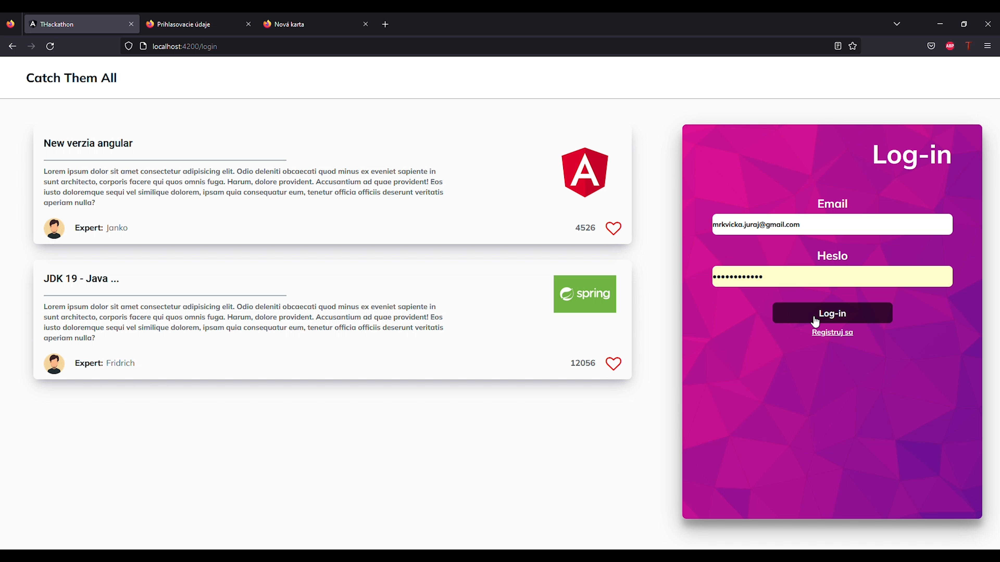 THackathon
Prihlasovacie údaje
Nová karta
localhost:4200/login
ABP
T
Catch Them All
New verzia angular
Lorem ipsum dolor sit amet consectetur adipisicing elit. Odio deleniti obcaecati quod minus ex eveniet sapiente in
sunt architecto, corporis facere qui quos omnis fuga. Harum, dolore provident. Accusantium ad quae provident! Eos
iusto doloremque sequi vel similique dolorem, ipsam quia consequatur eum, tenetur officia officiis deserunt veritatis
aperiam nulla?
A
Expert: Janko
4526
JDK 19 - Java ...
spring
Lorem ipsum dolor sit amet consectetur adipisicing elit. Odio deleniti obcaecati quod minus ex eveniet sapiente in
sunt architecto, corporis facere qui quos omnis fuga. Harum, dolore provident. Accusantium ad quae provident! Eos
iusto doloremque sequi vel similique dolorem, ipsam quia consequatur eum, tenetur officia officiis deserunt veritatis
aperiam nulla?
Expert: Fridrich
12056
Log-in
Email
mrkvicka.juraj@gmail.com
Heslo
••••••••••••
Log-in
Registruj sa